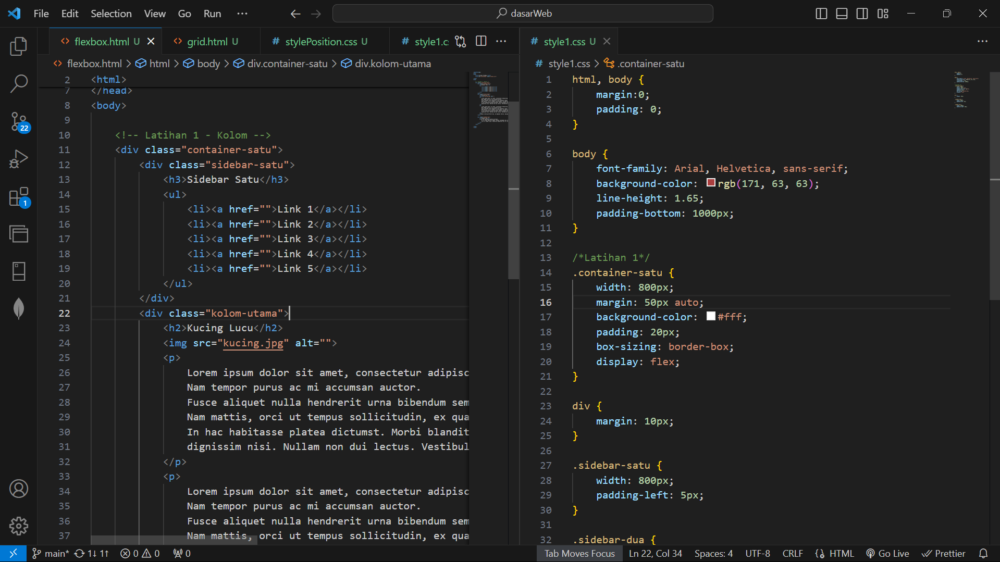 File Edit Selection View Go Run ··· dasarWeb
flexbox.html U grid.html U stylePosition.css U style1.c
flexbox.html > html > body > div.container-satu > div.kolom-utama
2 <html>
7 </head>
8 <body>
9
10 <!-- Latihan 1 - Kolom -->
11 <div class="container-satu">
12 <div class="sidebar-satu">
13 <h3>Sidebar Satu</h3>
14 <ul>
15 <li><a href="">Link 1</a></li>
16 <li><a href="">Link 2</a></li>
17 <li><a href="">Link 3</a></li>
18 <li><a href="">Link 4</a></li>
19 <li><a href="">Link 5</a></li>
20 </ul>
21 </div>
22 <div class="kolom-utama">
23 <h2>Kucing Lucu</h2>
24 <img src="kucing.jpg" alt="">
25 <p>
26 Lorem ipsum dolor sit amet, consectetur adipisc
27 Nam tempor purus ac mi accumsan auctor.
28 Fusce aliquet nulla hendrerit urna bibendum sem
29 Nam mattis, orci ut tempus sollicitudin, ex qua
30 In hac habitasse platea dictumst. Morbi blandit
31 dignissim nisi. Nullam non dui lectus. Vestibul
32 </p>
33 <p>
34 Lorem ipsum dolor sit amet, consectetur adipisc
35 Nam tempor purus ac mi accumsan auctor.
36 Fusce aliquet nulla hendrerit urna bibendum sem
37 Nam mattis, orci ut tempus sollicitudin, ex qua
# style1.css U
# style1.css > .container-satu
1 html, body {
2 margin:0;
3 padding: 0;
4 }
5
6 body {
7 font-family: Arial, Helvetica, sans-serif;
8 background-color: rgb(171, 63, 63);
9 line-height: 1.65;
10 padding-bottom: 1000px;
11 }
12
13 /*Latihan 1*/
14 .container-satu {
15 width: 800px;
16 margin: 50px auto;
17 background-color: #fff;
18 padding: 20px;
19 box-sizing: border-box;
20 display: flex;
21 }
22
23 div {
24 margin: 10px;
25 }
26
27 .sidebar-satu {
28 width: 800px;
29 padding-left: 5px;
30 }
31
32 .sidebar-dua {
22
1
main* 1↓ 1↑ 0 0 0 Tab Moves Focus Ln 22, Col 34 Spaces: 4 UTF-8 CRLF {} HTML Go Live Prettier